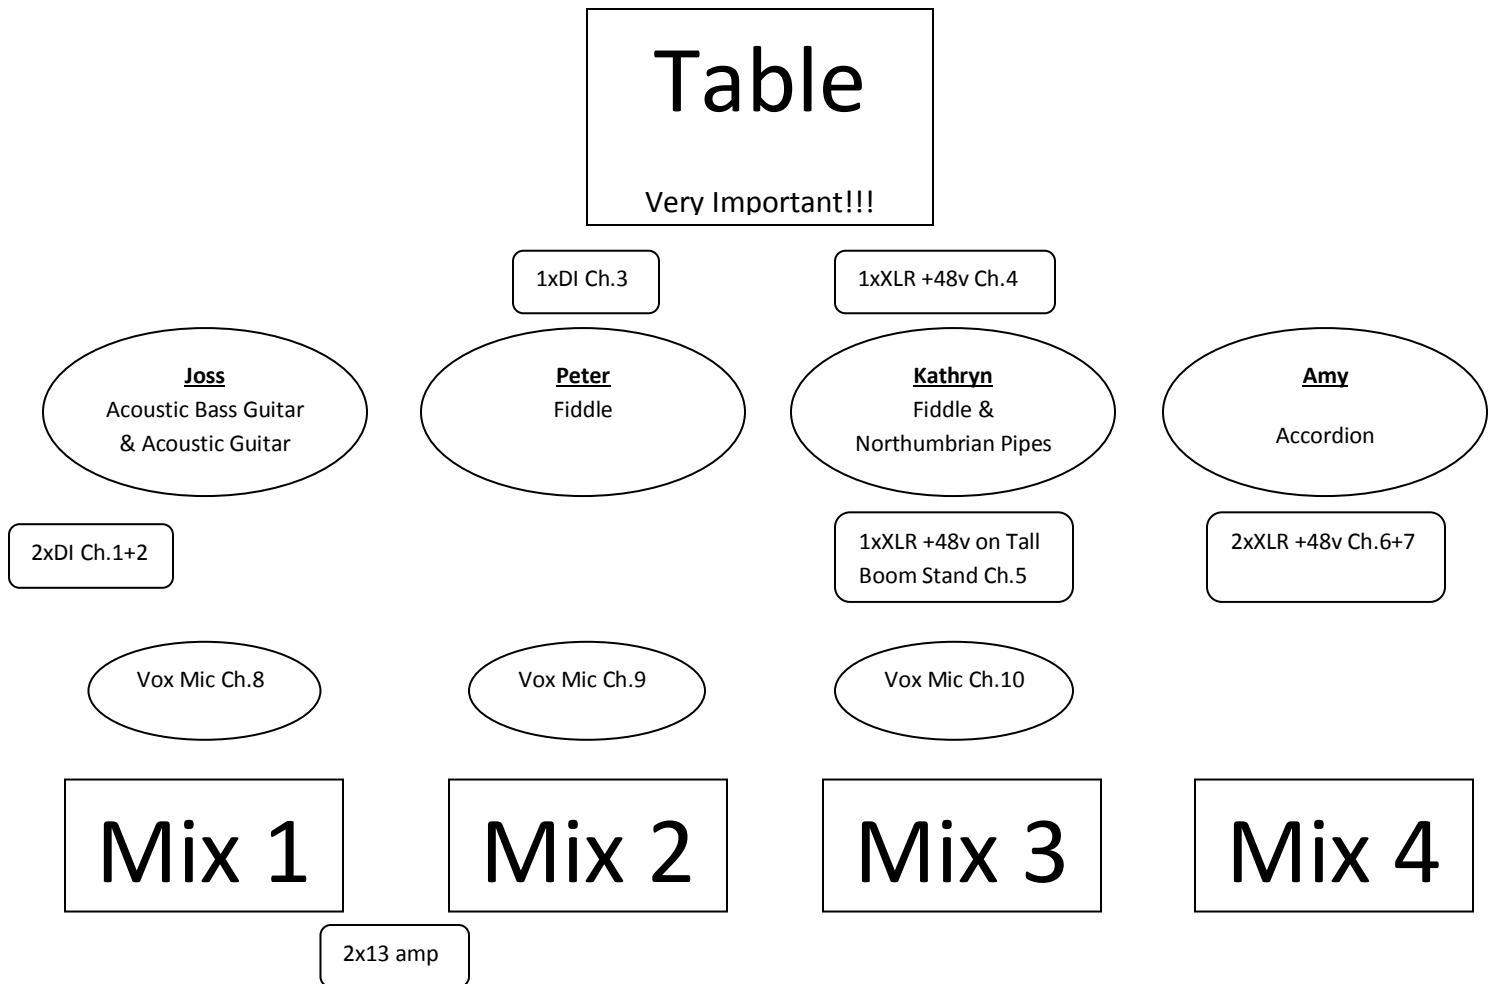 Table
Very Important!!!
1xDI Ch.3
1xXLR +48v Ch.4
Joss
Acoustic Bass Guitar
& Acoustic Guitar
Peter
Fiddle
Kathryn
Fiddle &
Northumbrian Pipes
Amy
Accordion
2xDI Ch.1+2
1xXLR +48v on Tall
Boom Stand Ch.5
2xXLR +48v Ch.6+7
Vox Mic Ch.8
Vox Mic Ch.9
Vox Mic Ch.10
Mix 1
Mix 2
Mix 3
Mix 4
2x13 amp